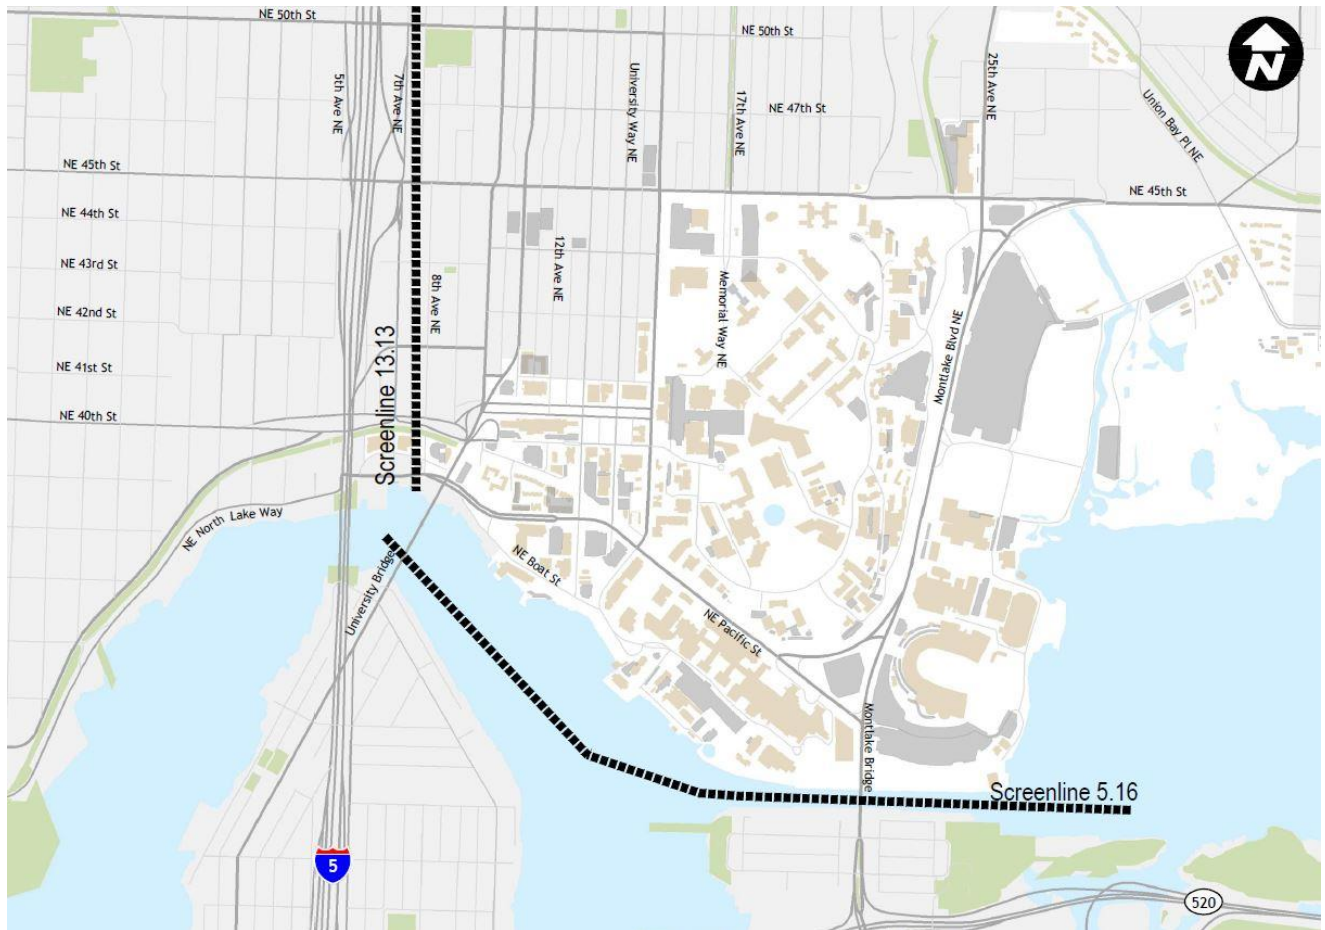 NE 50th St
NE 50th St
N
5th Ave NE
7th Ave NE
University Way NE
17th Ave NE
25th Ave NE
NE 47th St
Union Bay Pl NE
NE 45th St
NE 45th St
NE 44th St
NE 43rd St
12th Ave NE
8th Ave NE
Memorial Way NE
NE 42nd St
Montlake Blvd NE
Screenline 13.13
NE 41st St
NE 40th St
NE North Lake Way
NE Boat St
University Bridge
NE Pacific St
Montlake Bridge
Screenline 5.16
5
520